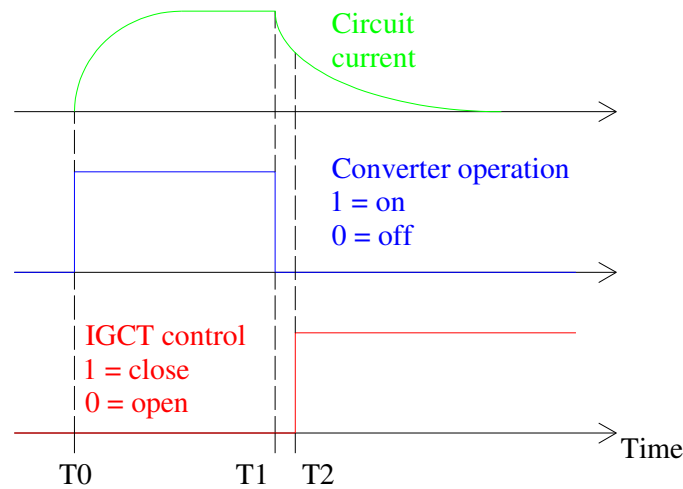 Circuit
current
Converter operation
1 = on
0 = off
IGCT control
1 = close
0 = open
Time
T0
T1
T2